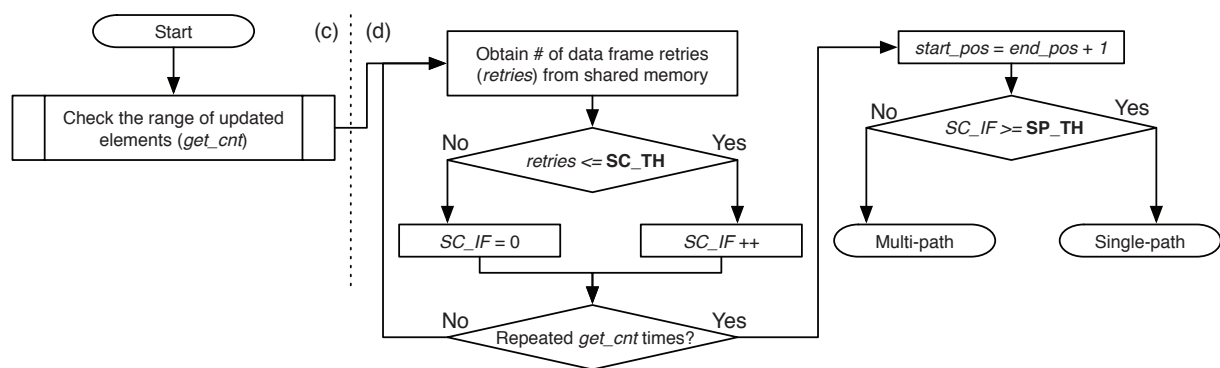 Start
(c)
(d)
Check the range of updated
elements (get_cnt)
Obtain # of data frame retries
(retries) from shared memory
No
Yes
retries <= SC_TH
SC_IF = 0
SC_IF ++
No
Yes
Repeated get_cnt times?
start_pos = end_pos + 1
No
Yes
SC_IF >= SP_TH
Multi-path
Single-path